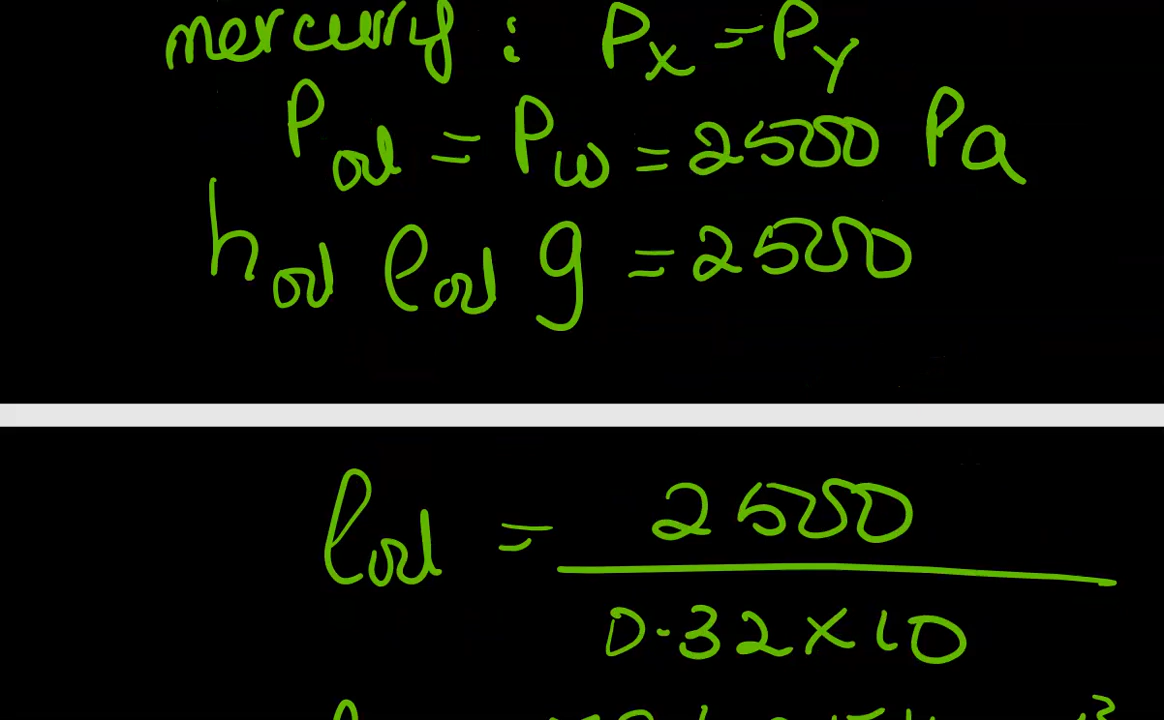 mercury : Px = Py
Poil = Pw = 2500 Pa
hoil ρoil g = 2500
ρoil = 2500
0.32 × 10